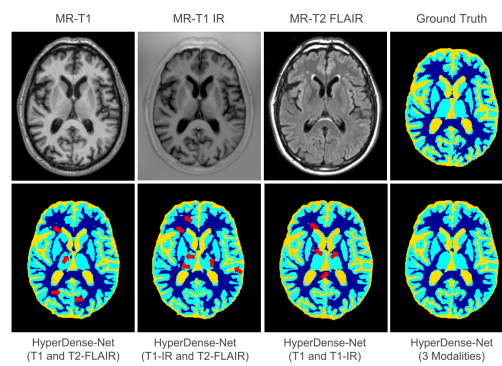 MR-T1
MR-T1 IR
MR-T2 FLAIR
Ground Truth
HyperDense-Net
(T1 and T2-FLAIR)
HyperDense-Net
(T1-IR and T2-FLAIR)
HyperDense-Net
(T1 and T1-IR)
HyperDense-Net
(3 Modalities)